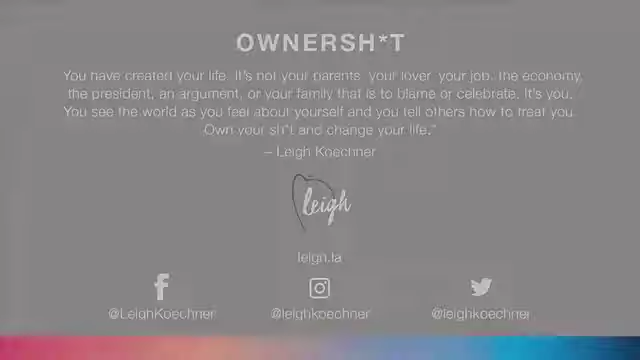 OWNERSH*T
You have created your life. It's not your parents, your lover, your job, the economy,
the president, an argument, or your family that is to blame or celebrate. It's you.
You see the world as you feel about yourself and you tell others how to treat you.
Own your sh*t and change your life."
– Leigh Koechner
leigh
leigh.la
@LeighKoechner @leighkoechner @leighkoechner